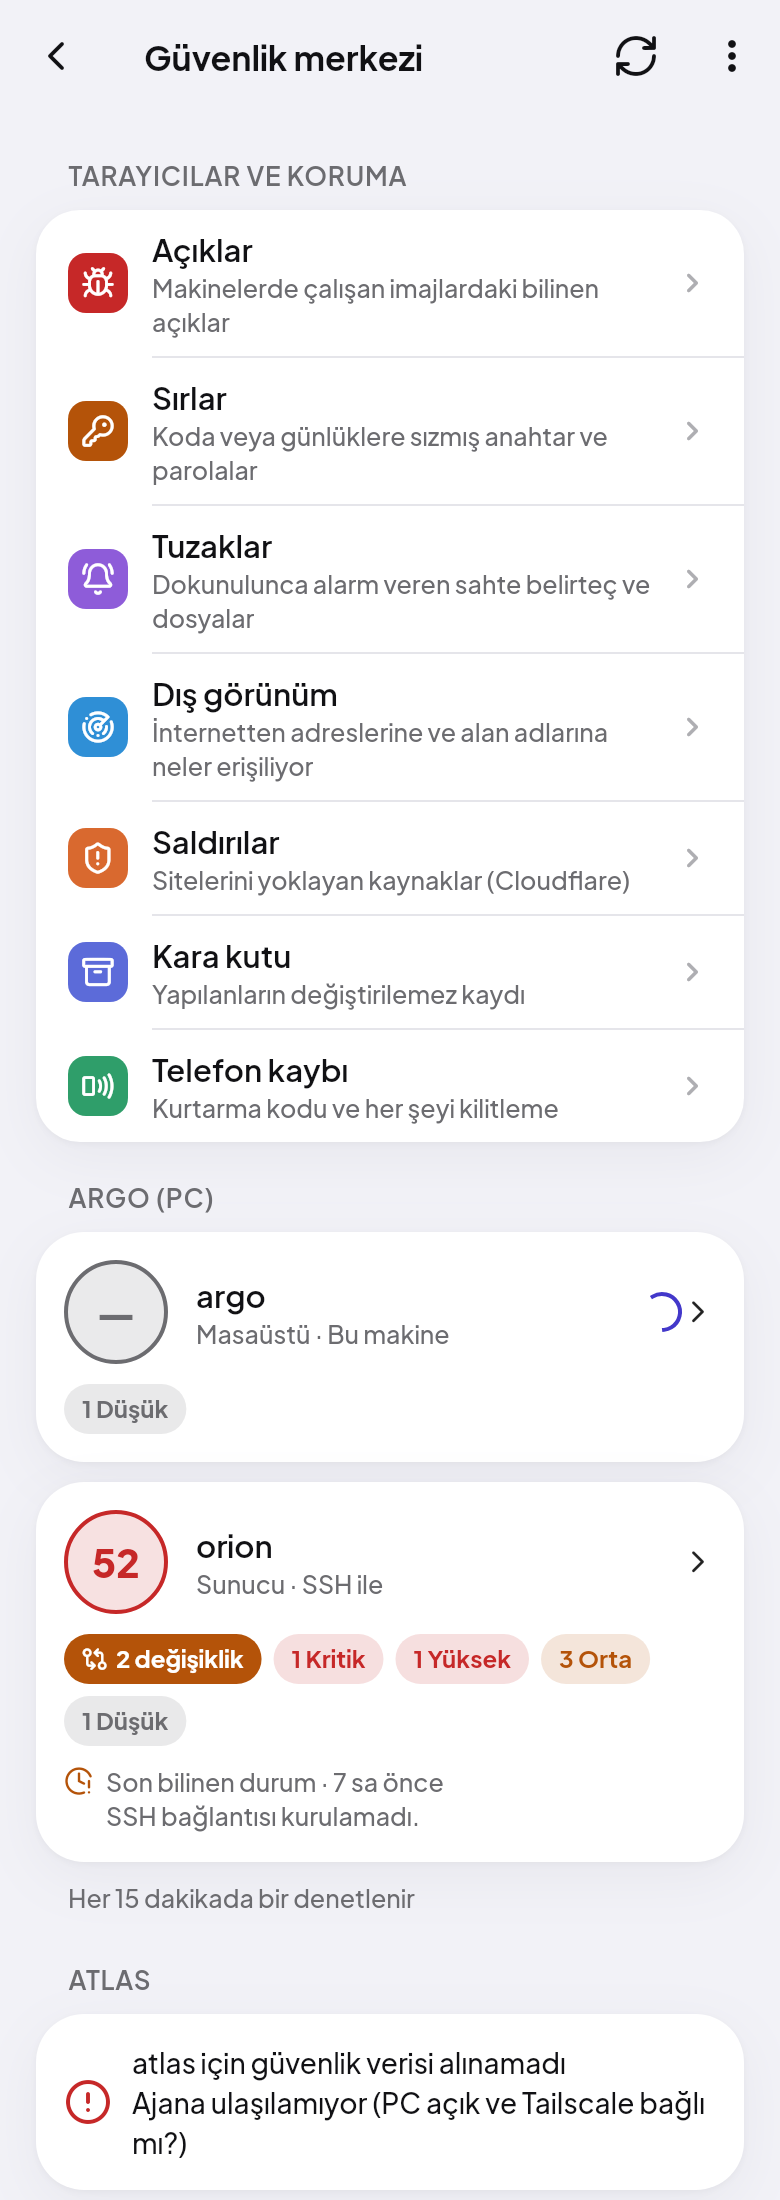 Güvenlik merkezi
TARAYICILAR VE KORUMA
Açıklar
Makinelerde çalışan imajlardaki bilinen
açıklar
Sırlar
Koda veya günlüklere sızmış anahtar ve
parolalar
Tuzaklar
Dokunulunca alarm veren sahte belirteç ve
dosyalar
Dış görünüm
İnternetten adreslerine ve alan adlarına
neler erişiliyor
Saldırılar
Sitelerini yoklayan kaynaklar (Cloudflare)
Kara kutu
Yapılanların değiştirilemez kaydı
Telefon kaybı
Kurtarma kodu ve her şeyi kilitleme
ARGO (PC)
—
argo
Masaüstü · Bu makine
1 Düşük
52
orion
Sunucu · SSH ile
2 değişiklik
1 Kritik
1 Yüksek
3 Orta
1 Düşük
Son bilinen durum · 7 sa önce
SSH bağlantısı kurulamadı.
Her 15 dakikada bir denetlenir
ATLAS
atlas için güvenlik verisi alınamadı
Ajana ulaşılamıyor (PC açık ve Tailscale bağlı
mı?)